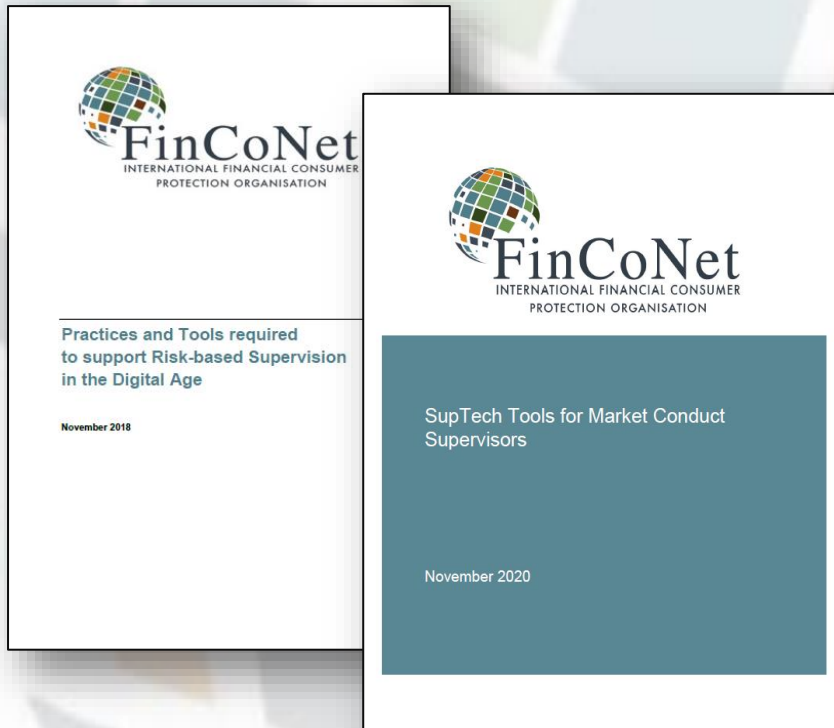 FinCoNet
INTERNATIONAL FINANCIAL CONSUMER
PROTECTION ORGANISATION
Practices and Tools required
to support Risk-based Supervision
in the Digital Age
November 2018
FinCoNet
INTERNATIONAL FINANCIAL CONSUMER
PROTECTION ORGANISATION
SupTech Tools for Market Conduct
Supervisors
November 2020